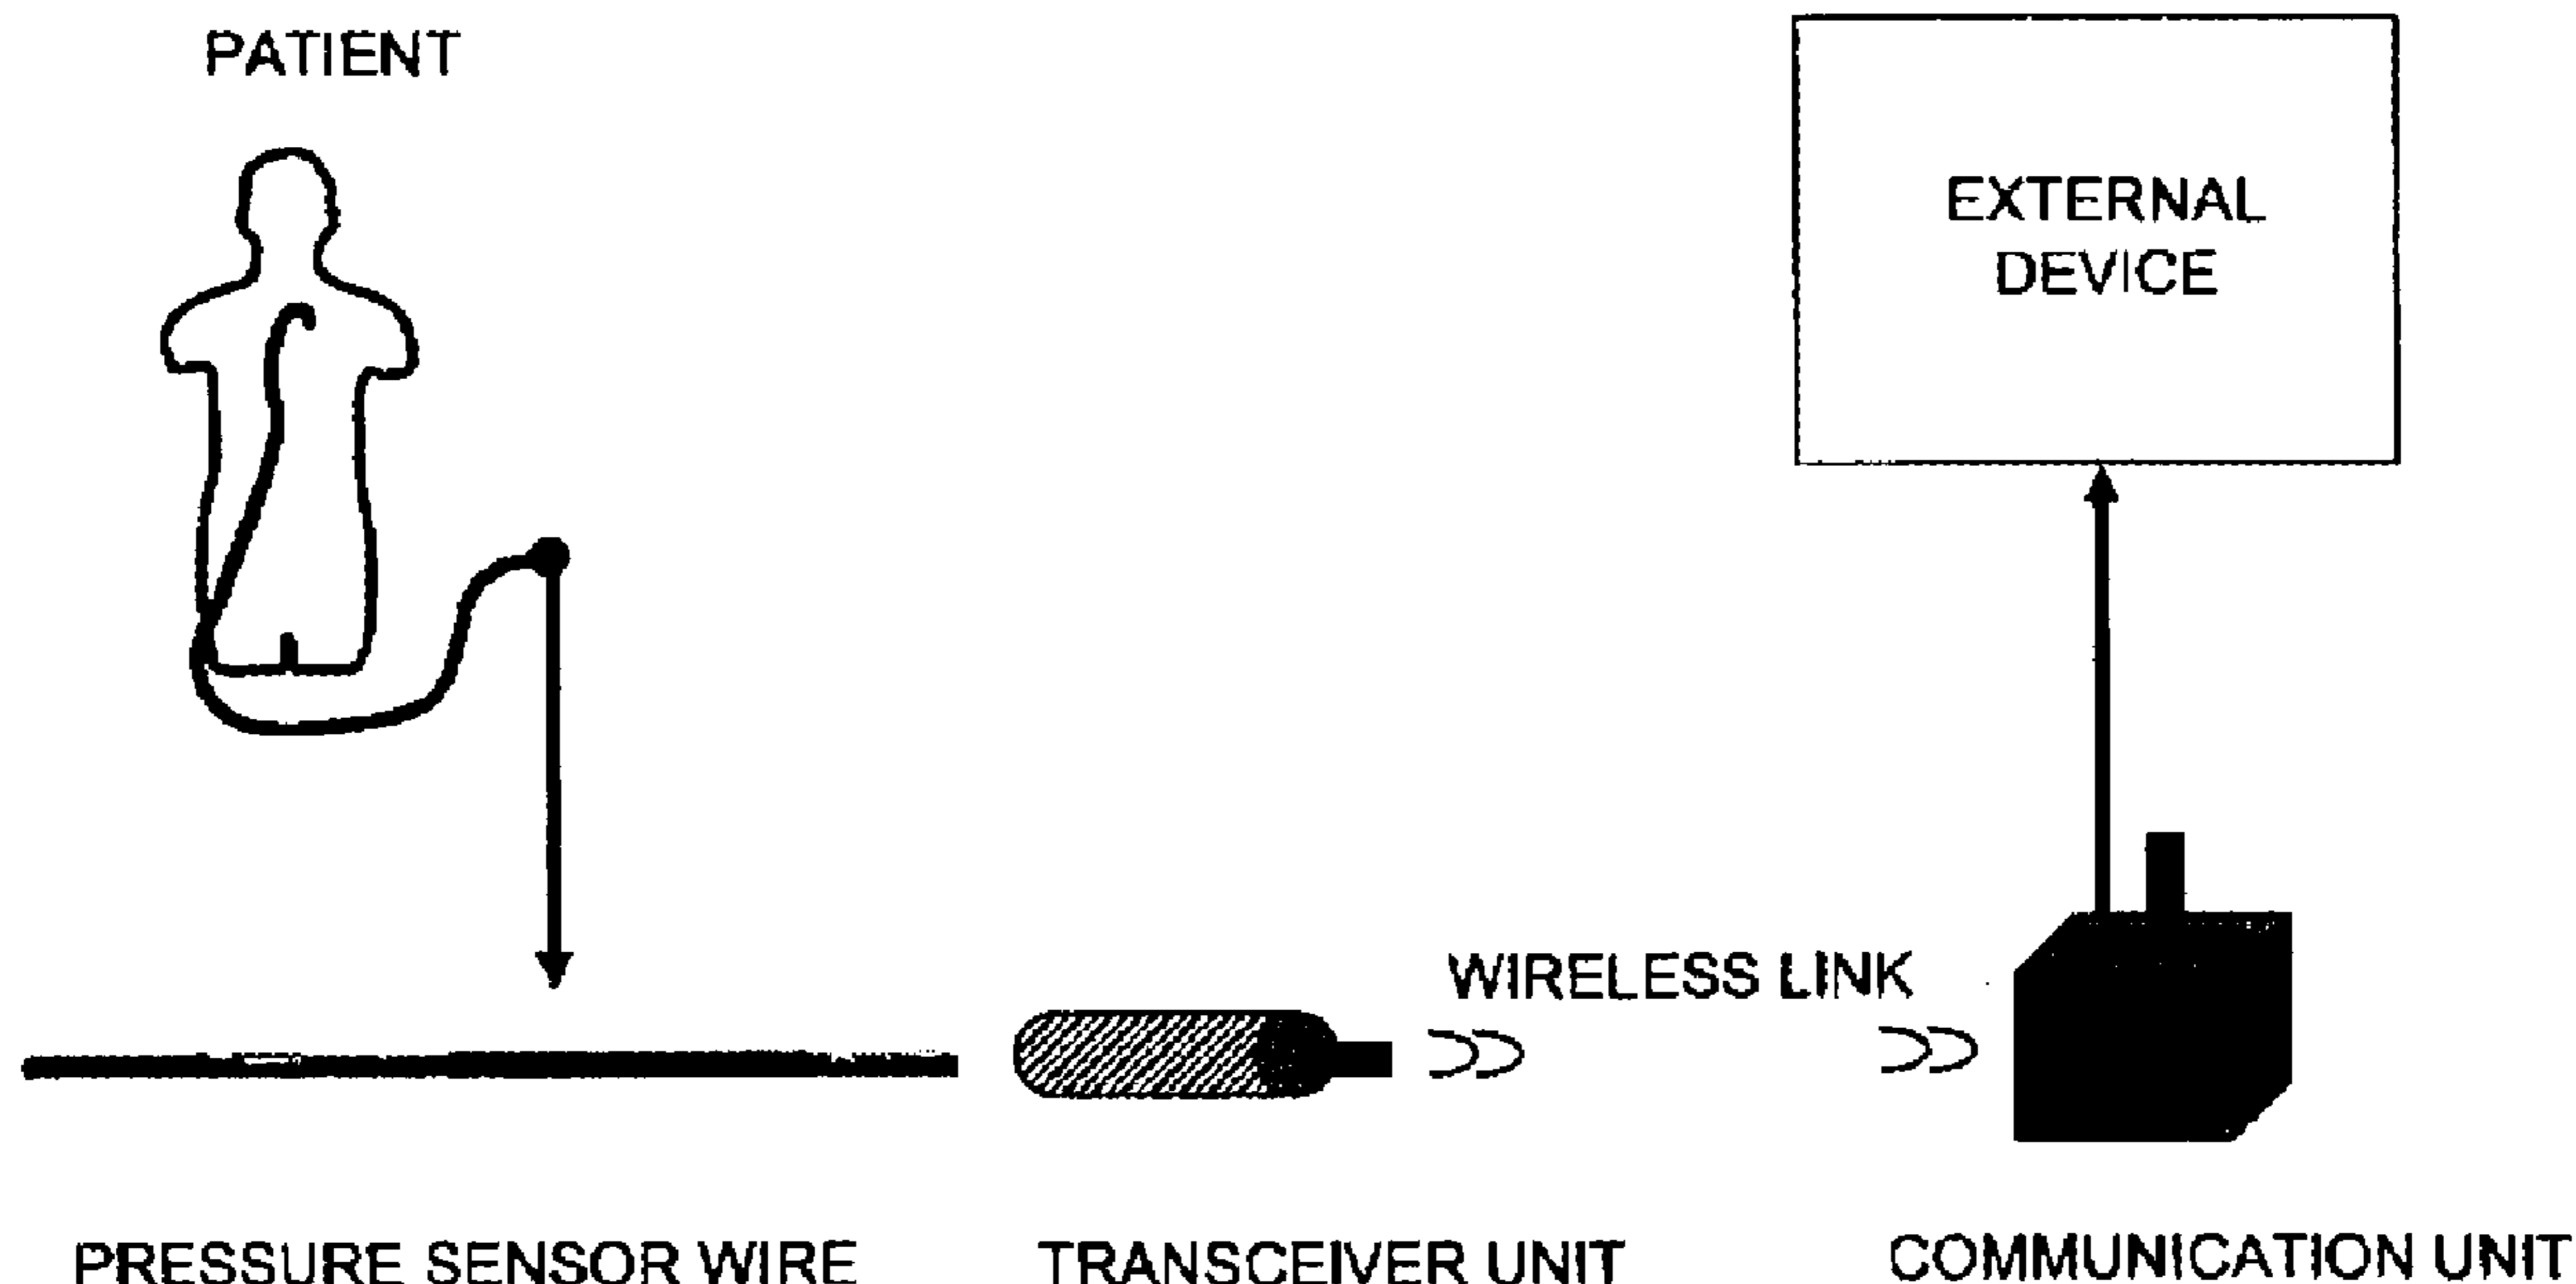 PATIENT
EXTERNAL
DEVICE
WIRELESS LINK
PRESSURE SENSOR WIRE
TRANSCEIVER UNIT
COMMUNICATION UNIT